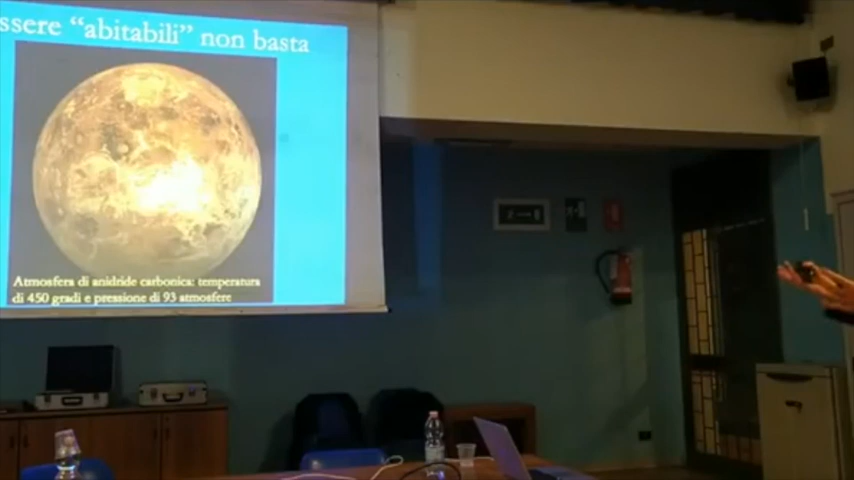 ssere “abitabili” non basta
Atmosfera di anidride carbonica: temperatura
di 450 gradi e pressione di 93 atmosfere